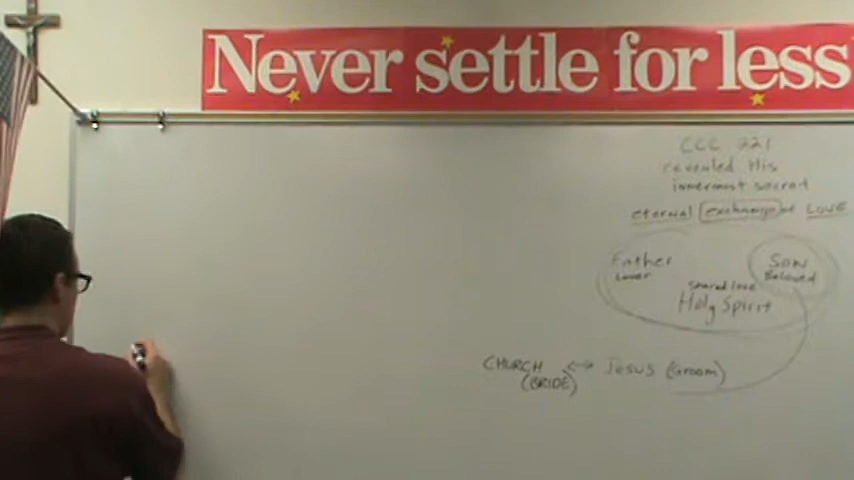 Never settle for less
CCC 221
revealed His
innermost secret
eternal exchange of LOVE
Father Son
Lover Beloved
shared love
Holy Spirit
CHURCH ↔ Jesus (Groom)
(BRIDE)